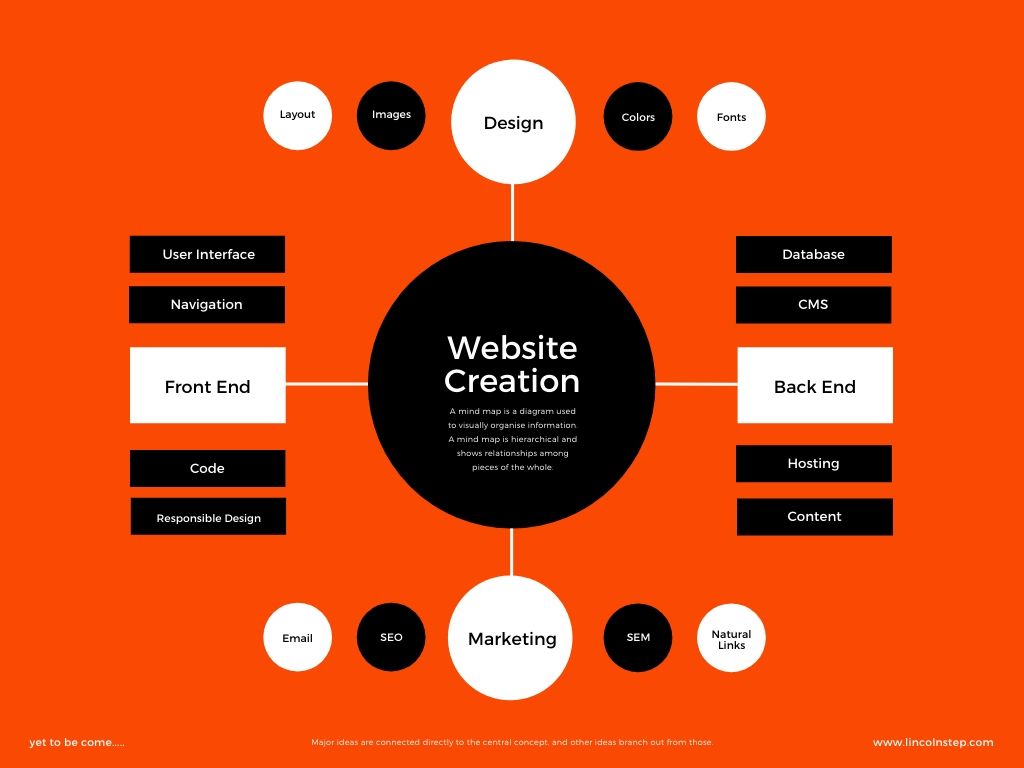 Layout
Images
Design
Colors
Fonts
User Interface
Navigation
Front End
Code
Responsible Design
Website
Creation
A mind map is a diagram used
to visually organise information.
A mind map is hierarchical and
shows relationships among
pieces of the whole.
Database
CMS
Back End
Hosting
Content
Email
SEO
Marketing
SEM
Natural
Links
yet to be come.....
Major ideas are connected directly to the central concept, and other ideas branch out from those.
www.lincolnstep.com